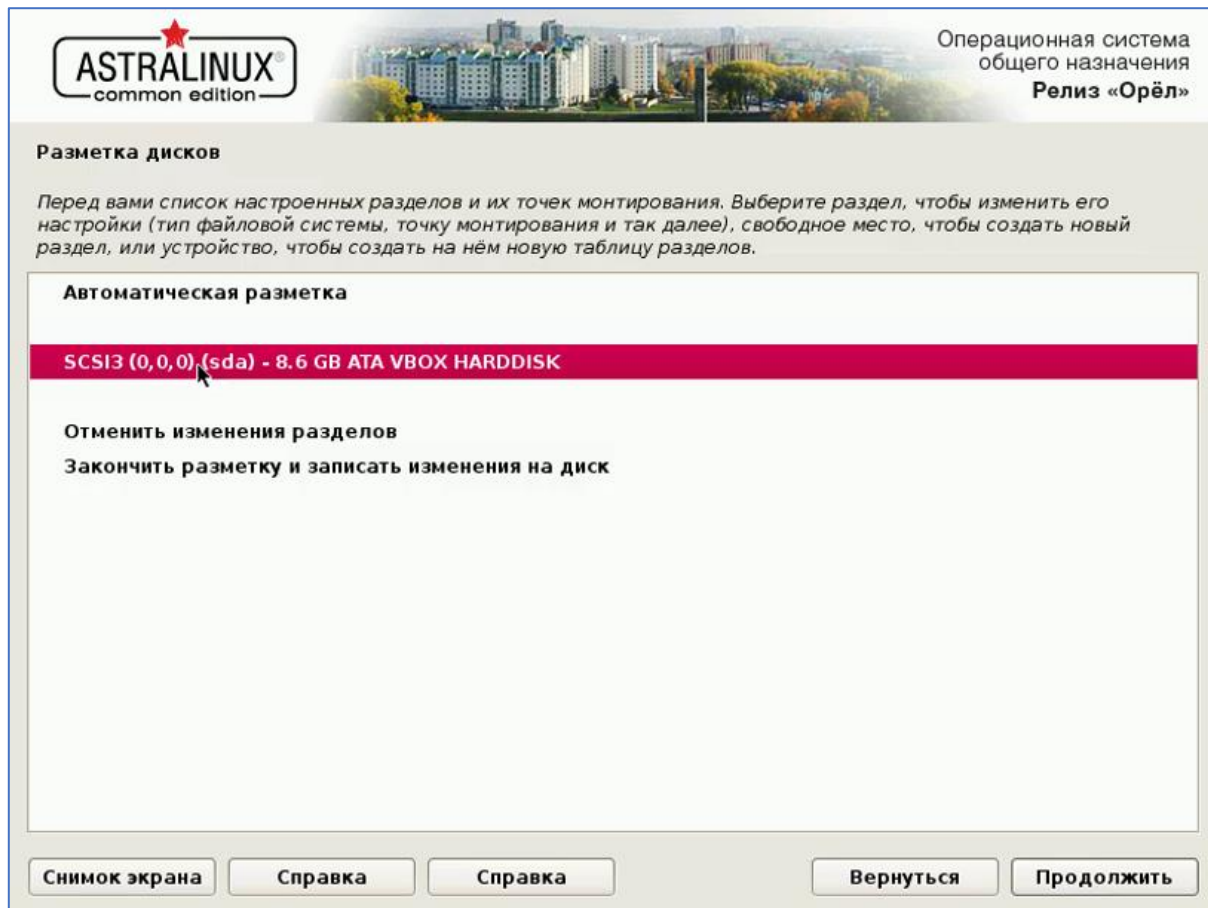 ASTRALINUX®
common edition
Операционная система
общего назначения
Релиз «Орёл»
Разметка дисков
Перед вами список настроенных разделов и их точек монтирования. Выберите раздел, чтобы изменить его
настройки (тип файловой системы, точку монтирования и так далее), свободное место, чтобы создать новый
раздел, или устройство, чтобы создать на нём новую таблицу разделов.
Автоматическая разметка
SCSI3 (0,0,0) (sda) - 8.6 GB ATA VBOX HARDDISK
Отменить изменения разделов
Закончить разметку и записать изменения на диск
Снимок экрана
Справка
Справка
Вернуться
Продолжить